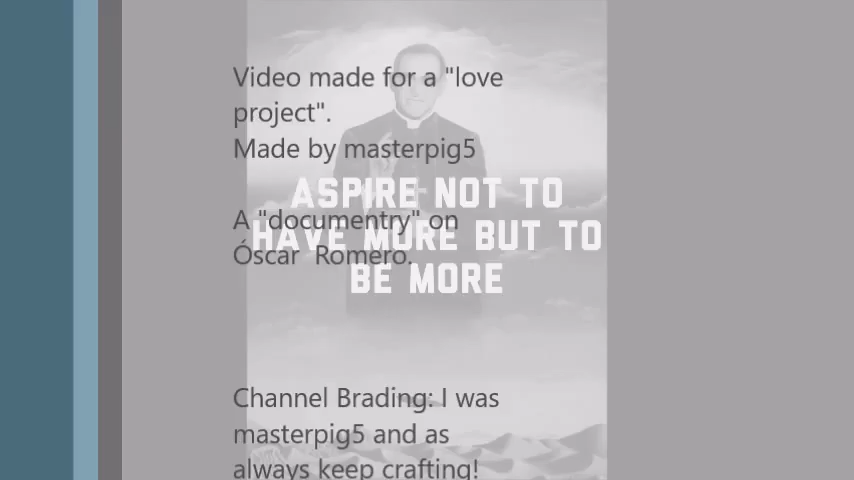 Video made for a "love
project".
Made by masterpig5
ASPIRE NOT TO
HAVE MORE BUT TO
BE MORE
A "documentry" on
Óscar  Romero.
Channel Brading: I was
masterpig5 and as
always keep crafting!